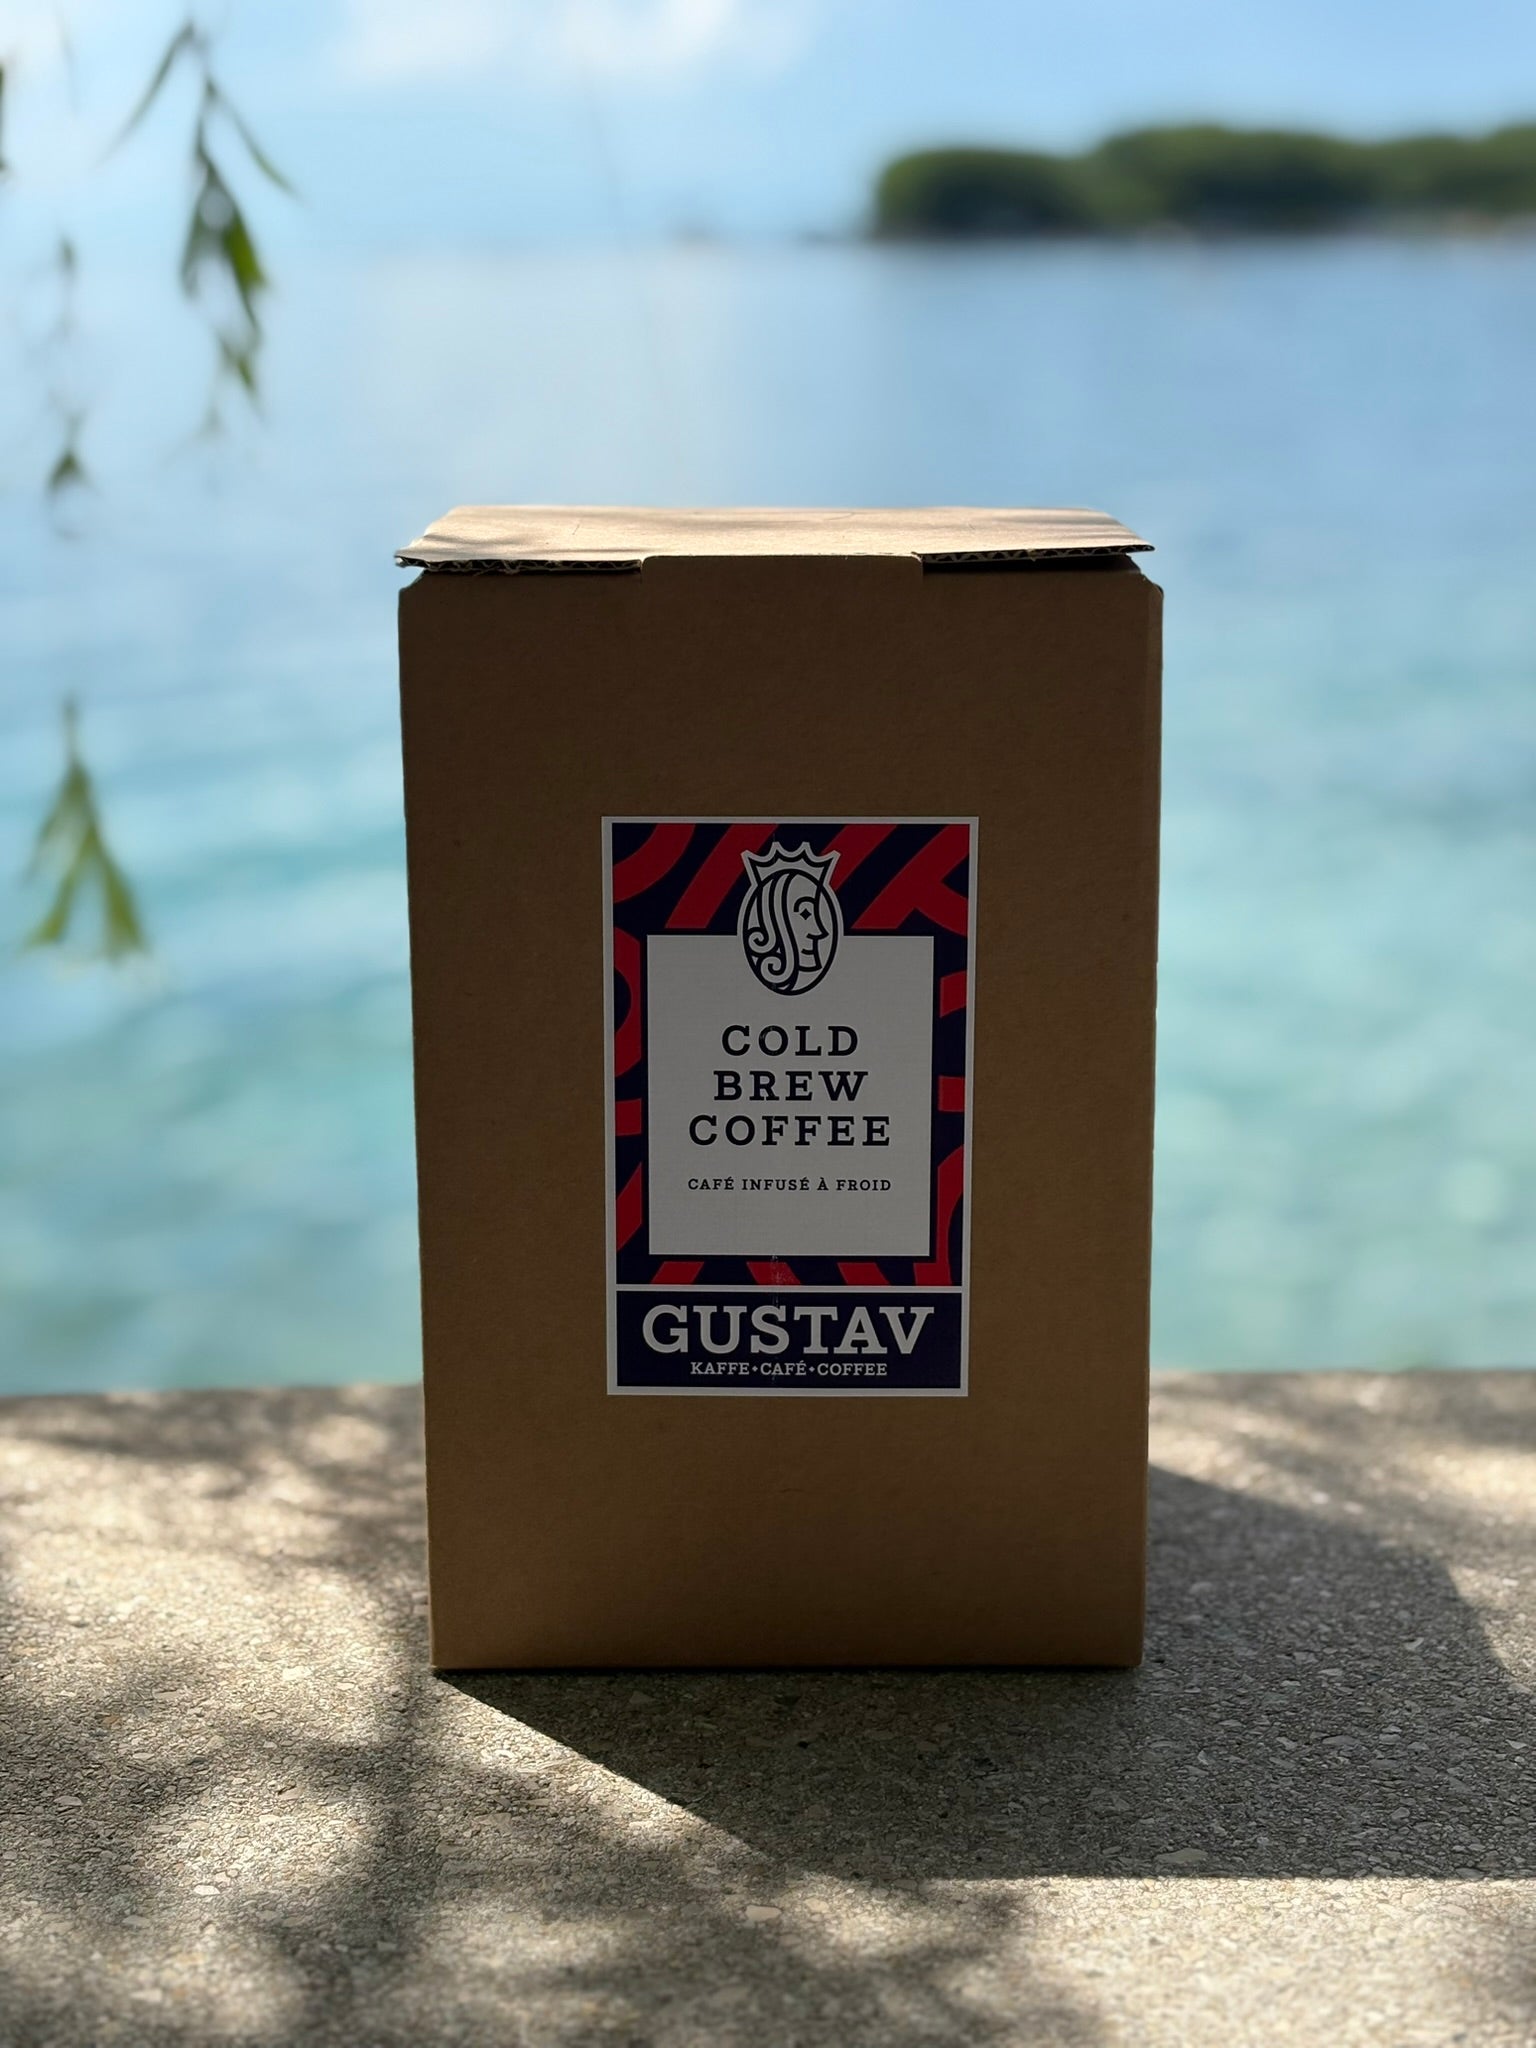 COLD
BREW
COFFEE
CAFÉ INFUSÉ À FROID
GUSTAV
KAFFE•CAFÉ•COFFEE